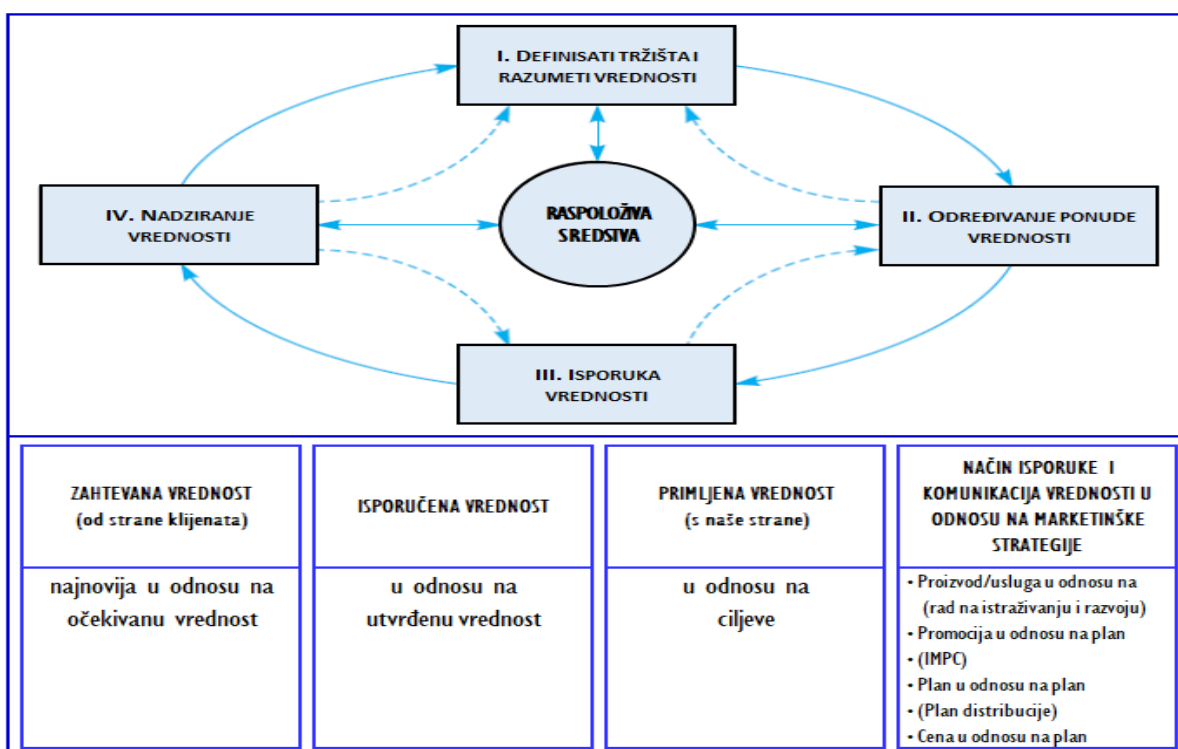 I. DEFINISATI TRŽIŠTA I
RAZUMETI VREDNOSTI
IV. NADZIRANJE
VREDNOSTI
RASPOLOŽIVA
SREDSTVA
II. ODREĐIVANJE PONUDE
VREDNOSTI
III. ISPORUKA
VREDNOSTI
ZAHTEVANA VREDNOST
(od strane klijenata)
najnovija u odnosu na
očekivanu vrednost
ISPORUČENA VREDNOST
u odnosu na
utvrđenu vrednost
PRIMLJENA VREDNOST
(s naše strane)
u odnosu na
ciljeve
NAČIN ISPORUKE I
KOMUNIKACIJA VREDNOSTI U
ODNOSU NA MARKETINŠKE
STRATEGIJE
• Proizvod/usluga u odnosu na
(rad na istraživanju i razvoju)
• Promocija u odnosu na plan
• (IMPC)
• Plan u odnosu na plan
• (Plan distribucije)
• Cena u odnosu na plan